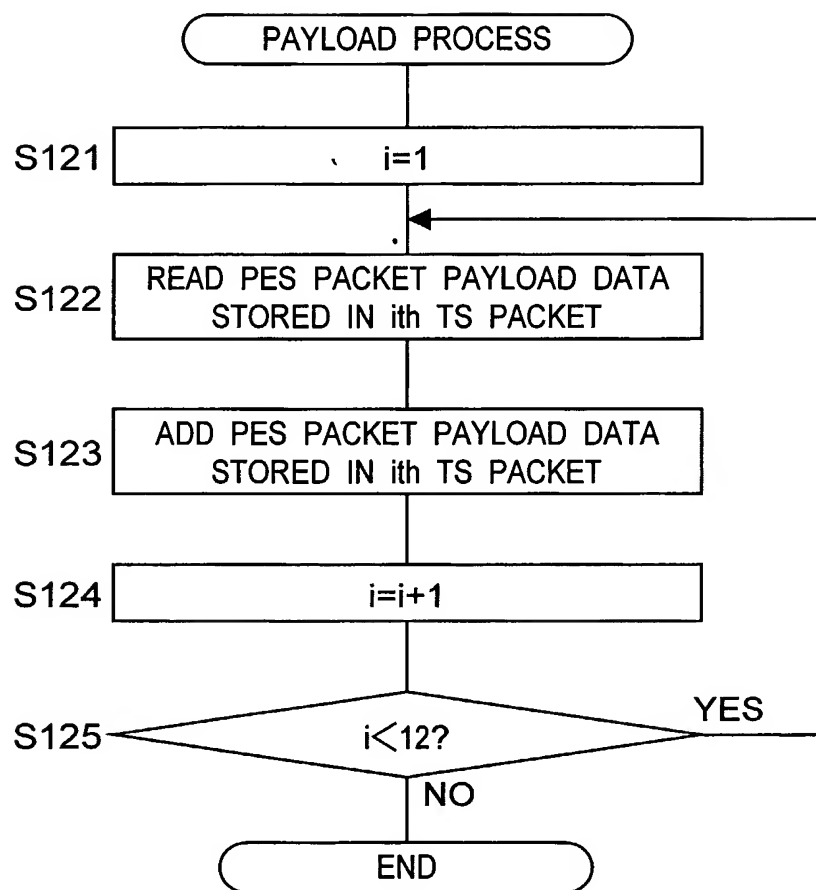 PAYLOAD PROCESS
S121
i=1
S122
READ PES PACKET PAYLOAD DATA
STORED IN ith TS PACKET
S123
ADD PES PACKET PAYLOAD DATA
STORED IN ith TS PACKET
S124
i=i+1
S125
i<12?
YES
NO
END